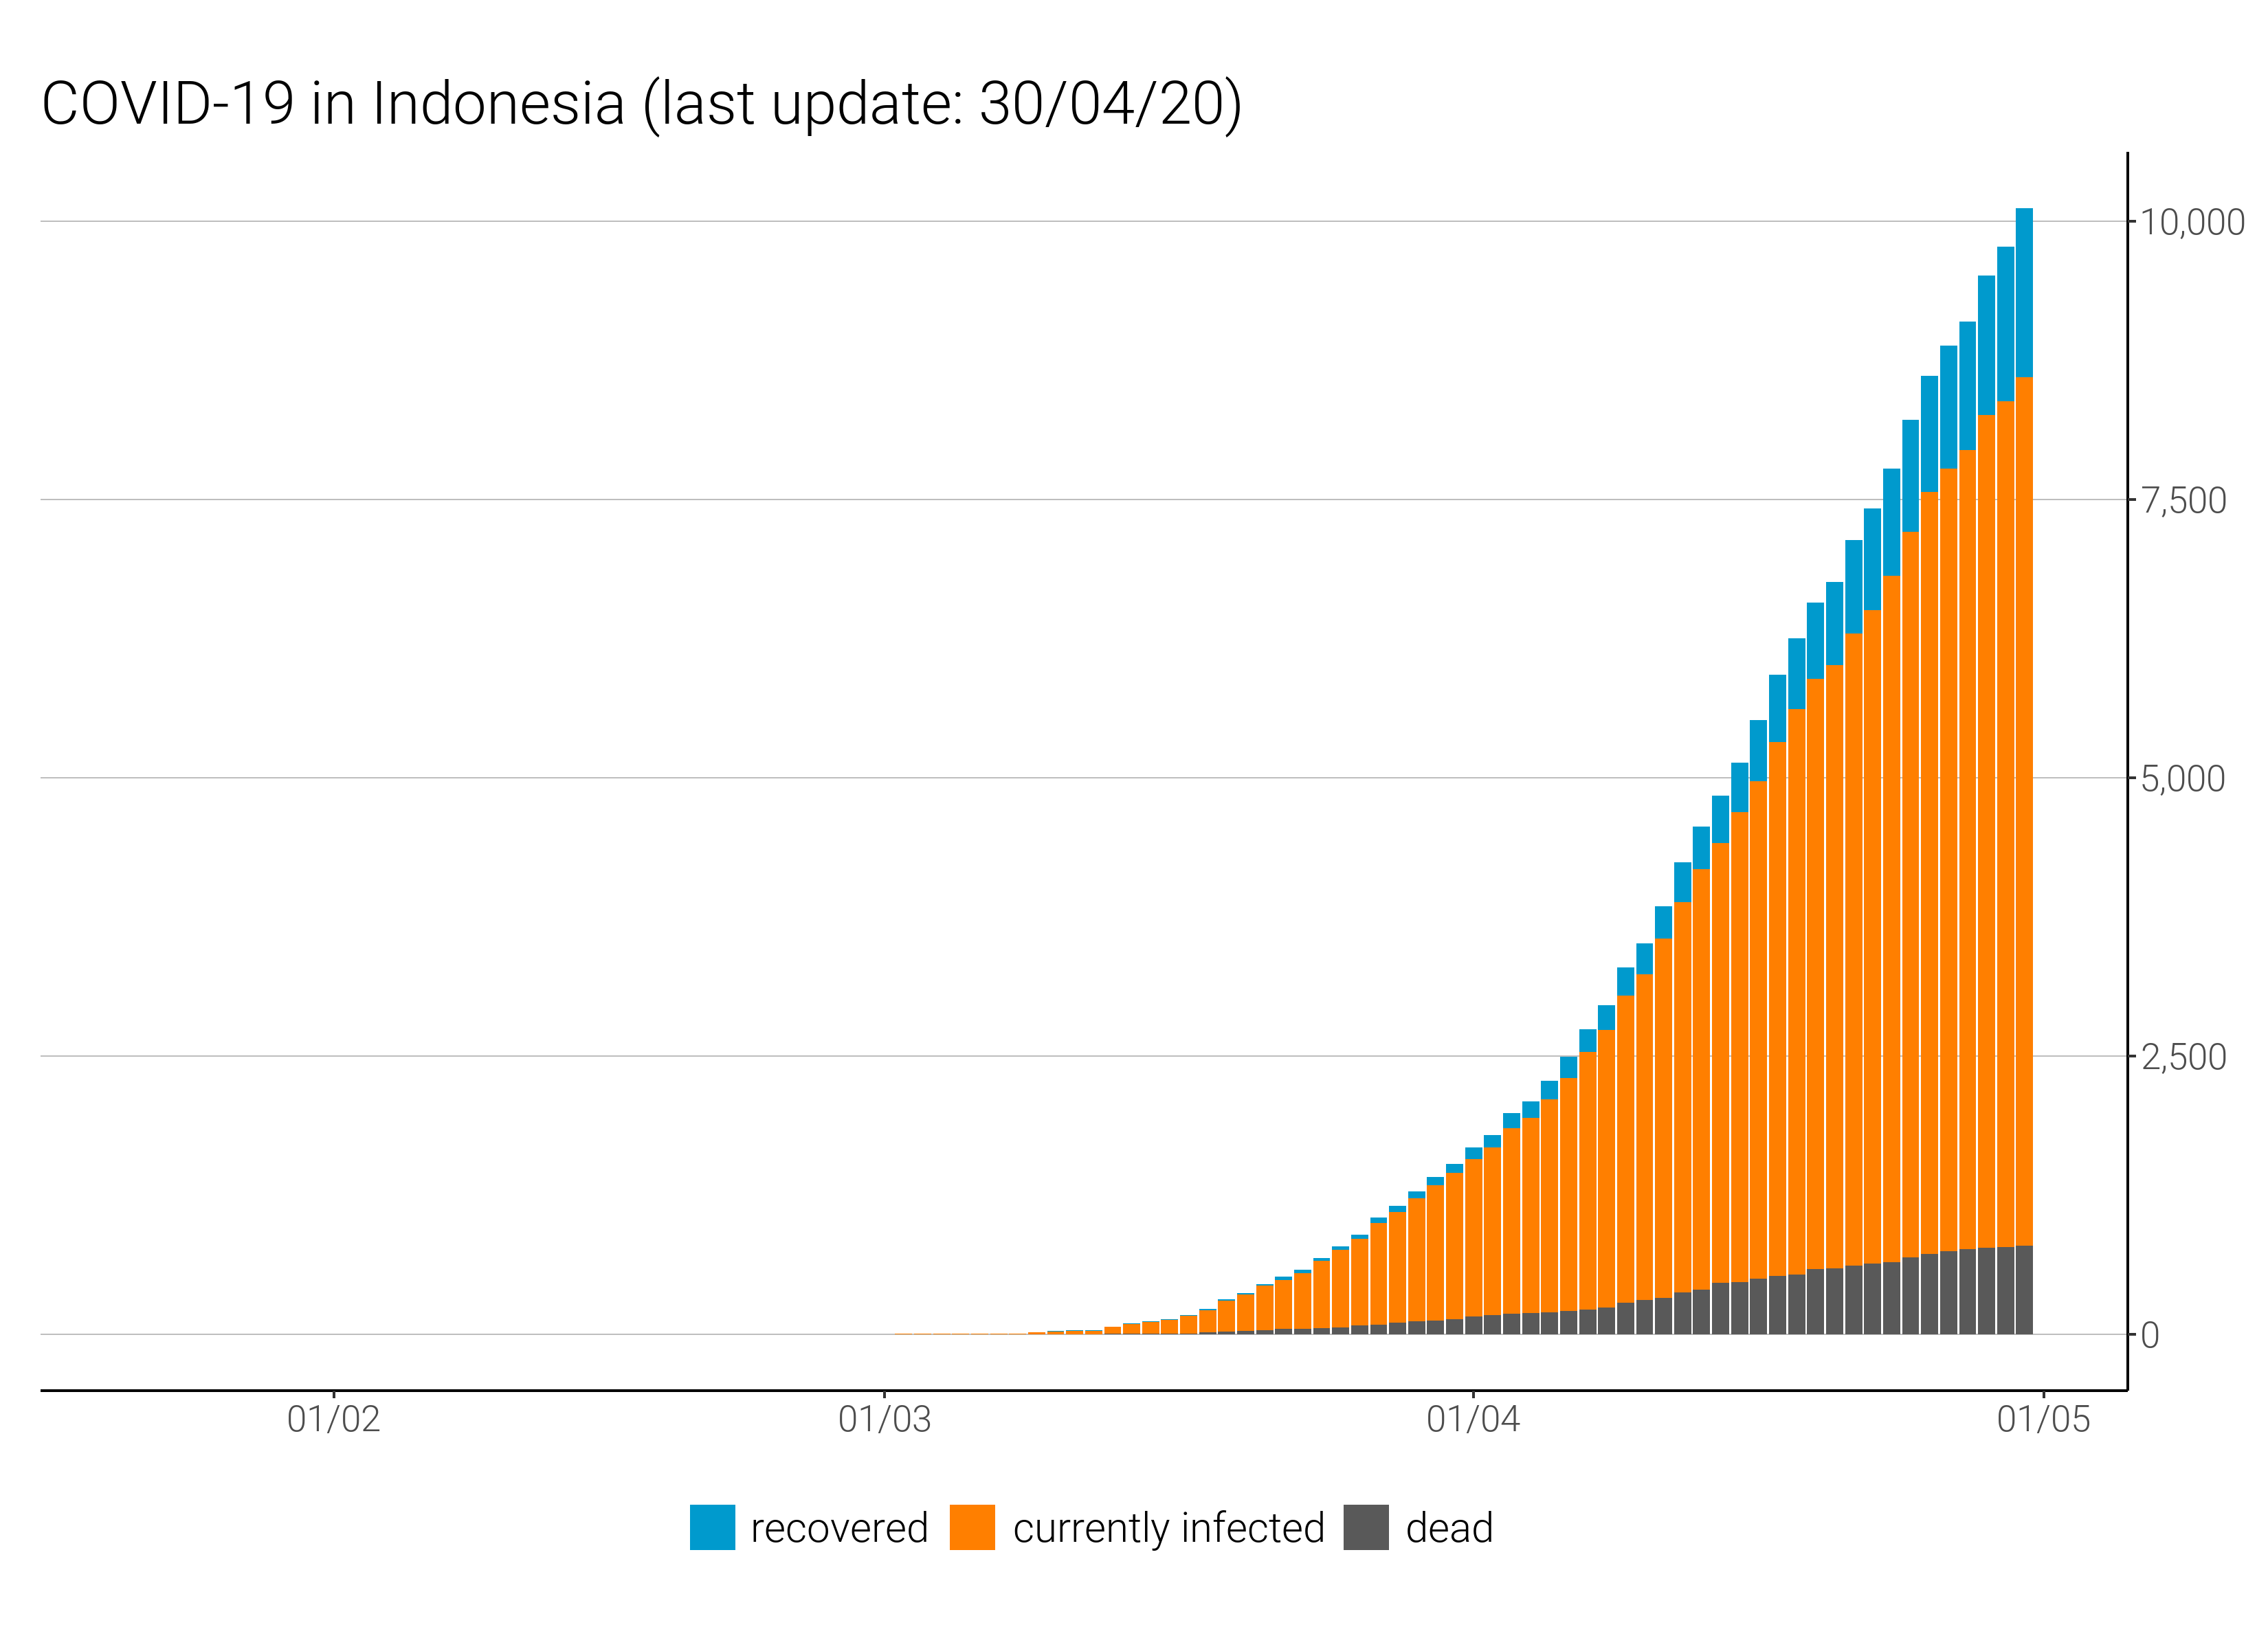 COVID-19 in Indonesia (last update: 30/04/20)
10,000
7,500
5,000
2,500
0
01/02 01/03 01/04 01/05
recovered currently infected dead